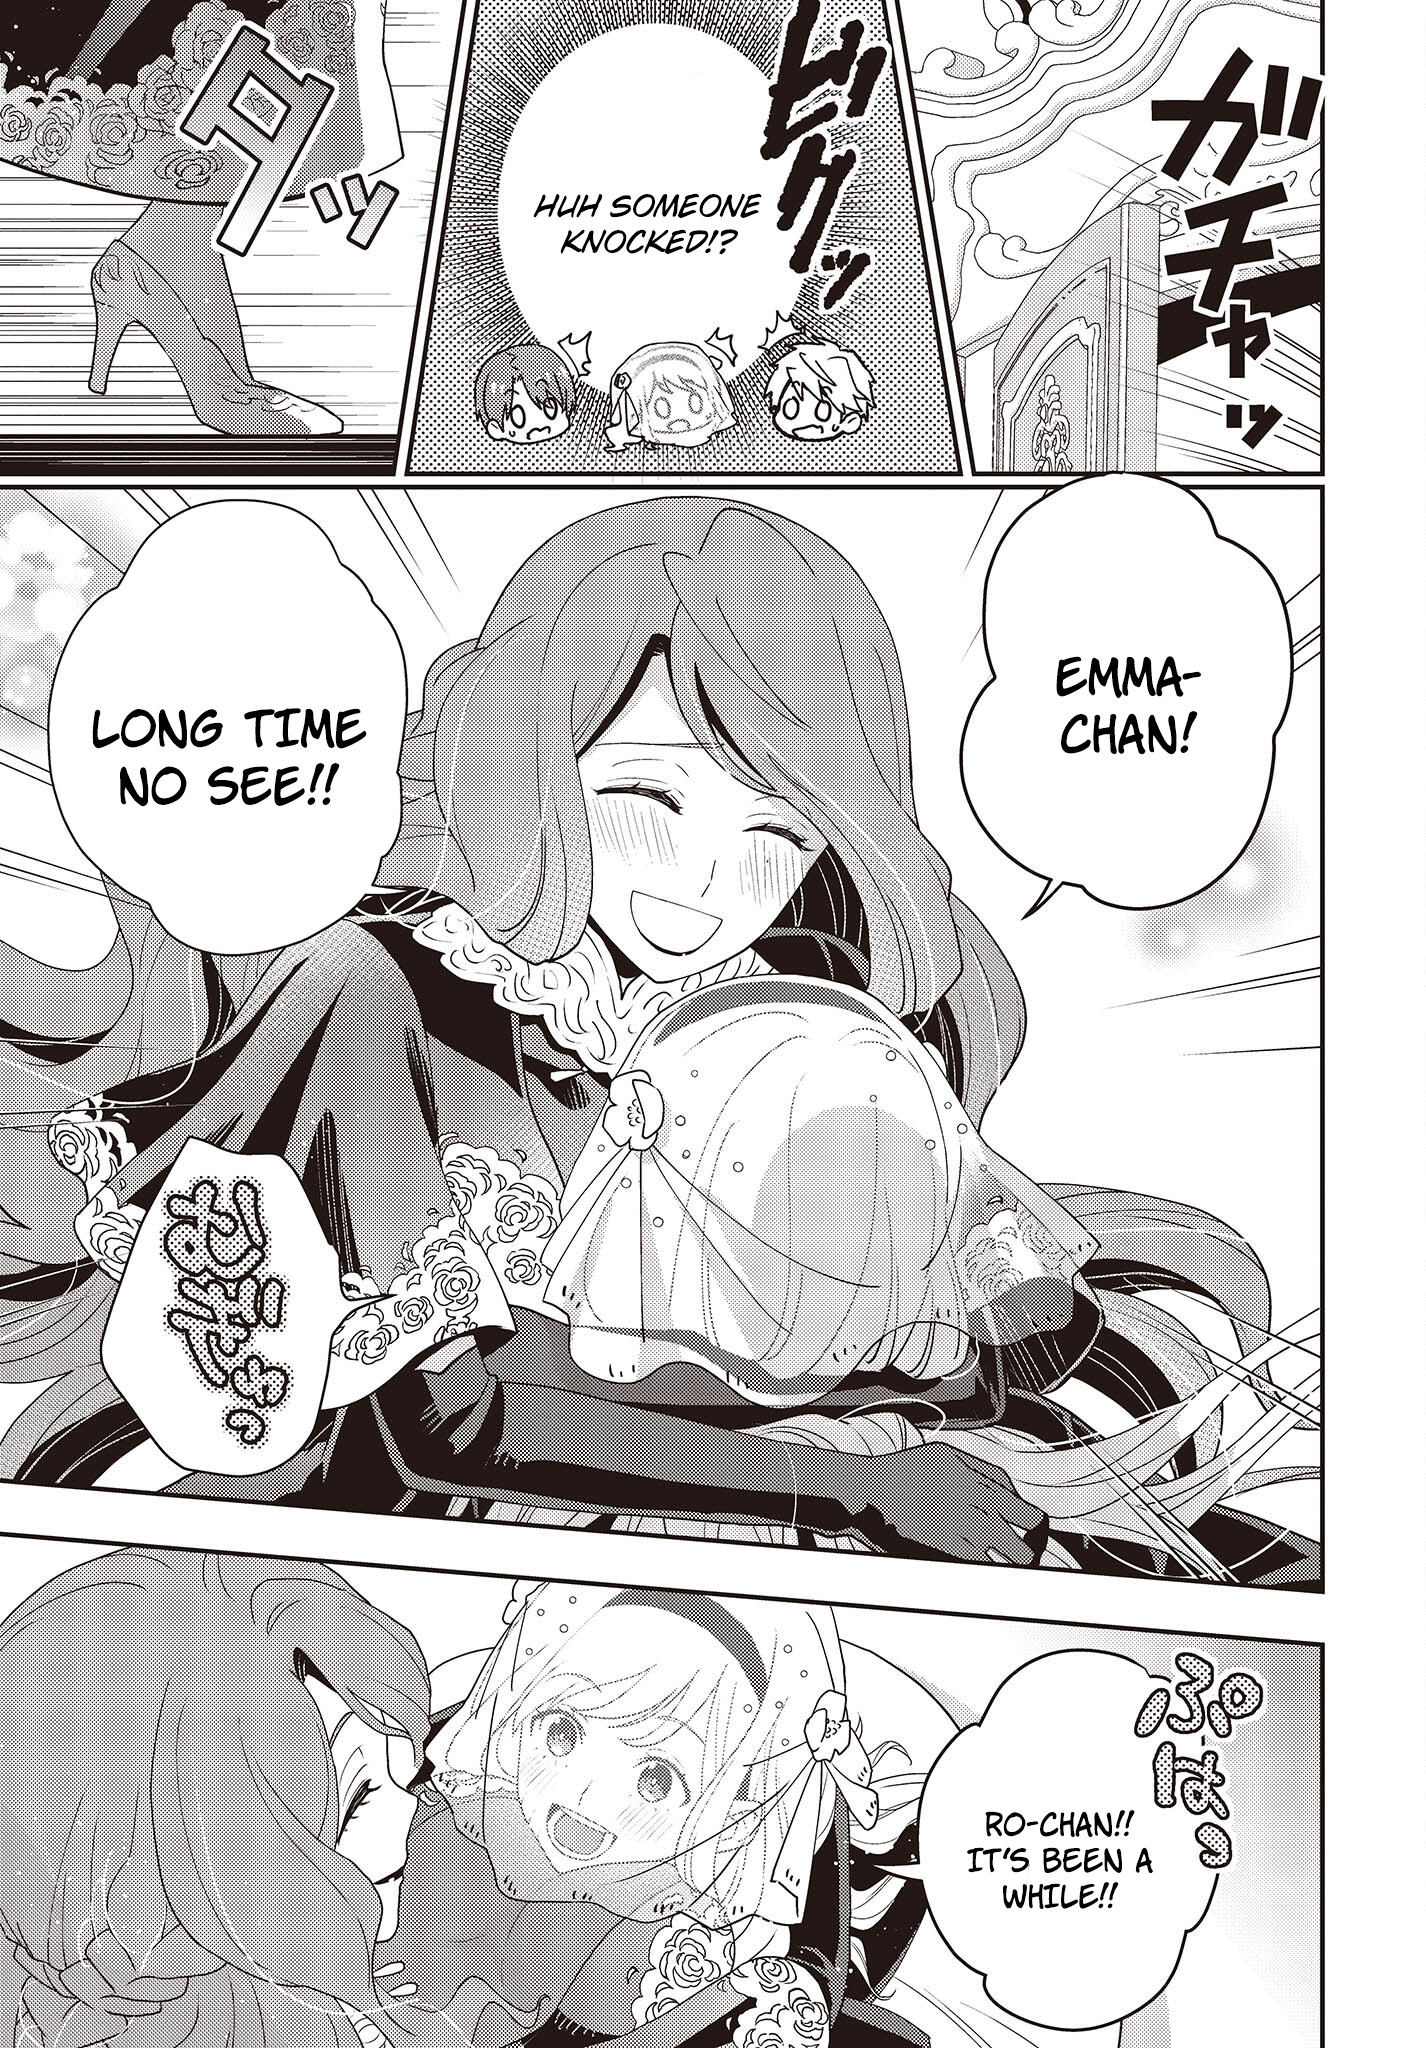 ガチャッ
ビクッ
HUH SOMEONE
KNOCKED!?
タッ
EMMA-
CHAN!
LONG TIME
NO SEE!!
ぷはっ
RO-CHAN!!
IT'S BEEN A
WHILE!!